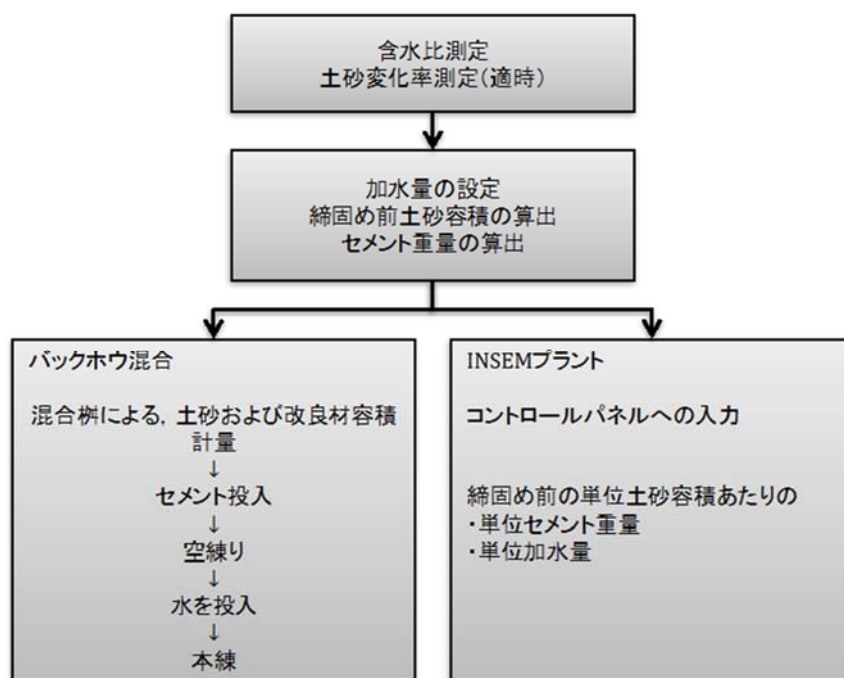 含水比測定
土砂変化率測定(適時)
加水量の設定
締固め前土砂容積の算出
セメント重量の算出
バックホウ混合
混合桝による, 土砂および改良材容積
計量
↓
セメント投入
↓
空練り
↓
水を投入
↓
本練
INSEMプラント
コントロールパネルへの入力
締固め前の単位土砂容積あたりの
・単位セメント重量
・単位加水量